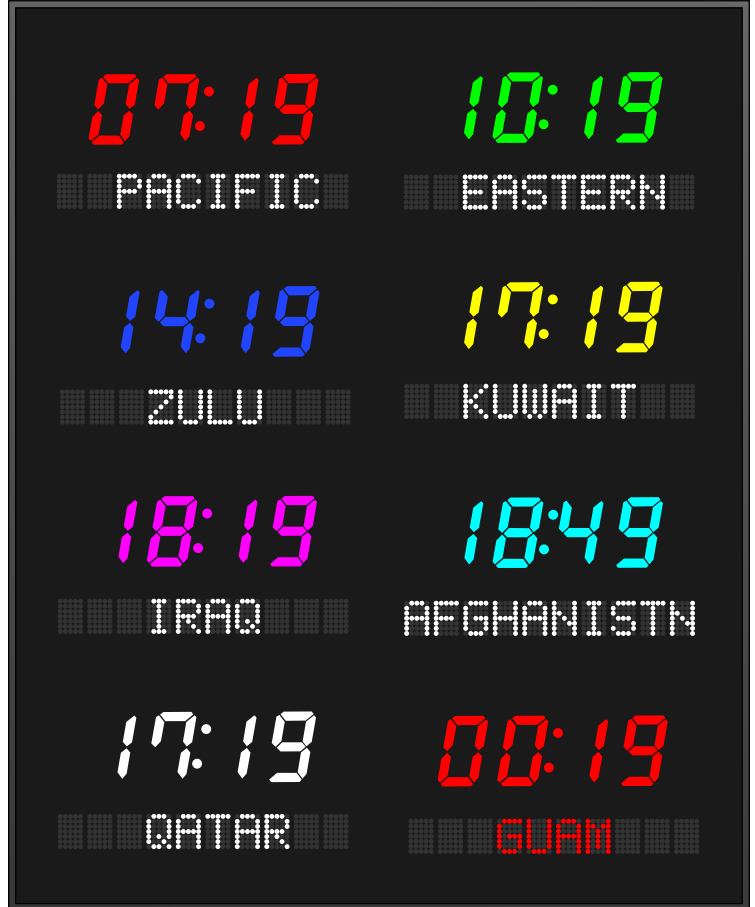 07:19 10:19
PACIFIC EASTERN
14:19 17:19
ZULU KUWAIT
18:19 18:49
IRAQ AFGHANISTN
17:19 00:19
QATAR GUAM